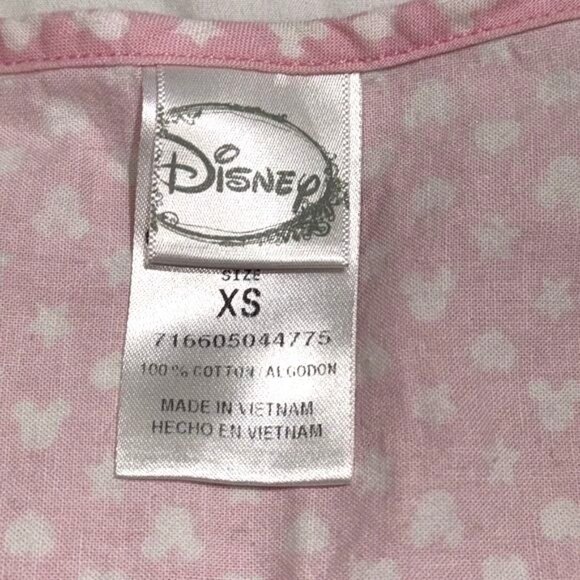 Disney
SIZE
XS
716605044775
100% COTTON/ALGODON
MADE IN VIETNAM
HECHO EN VIETNAM